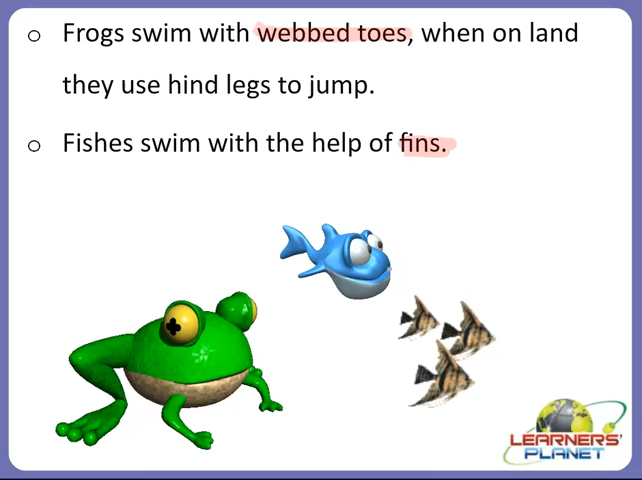 o Frogs swim with webbed toes, when on land
they use hind legs to jump.
o Fishes swim with the help of fins.
LEARNERS'
PLANET